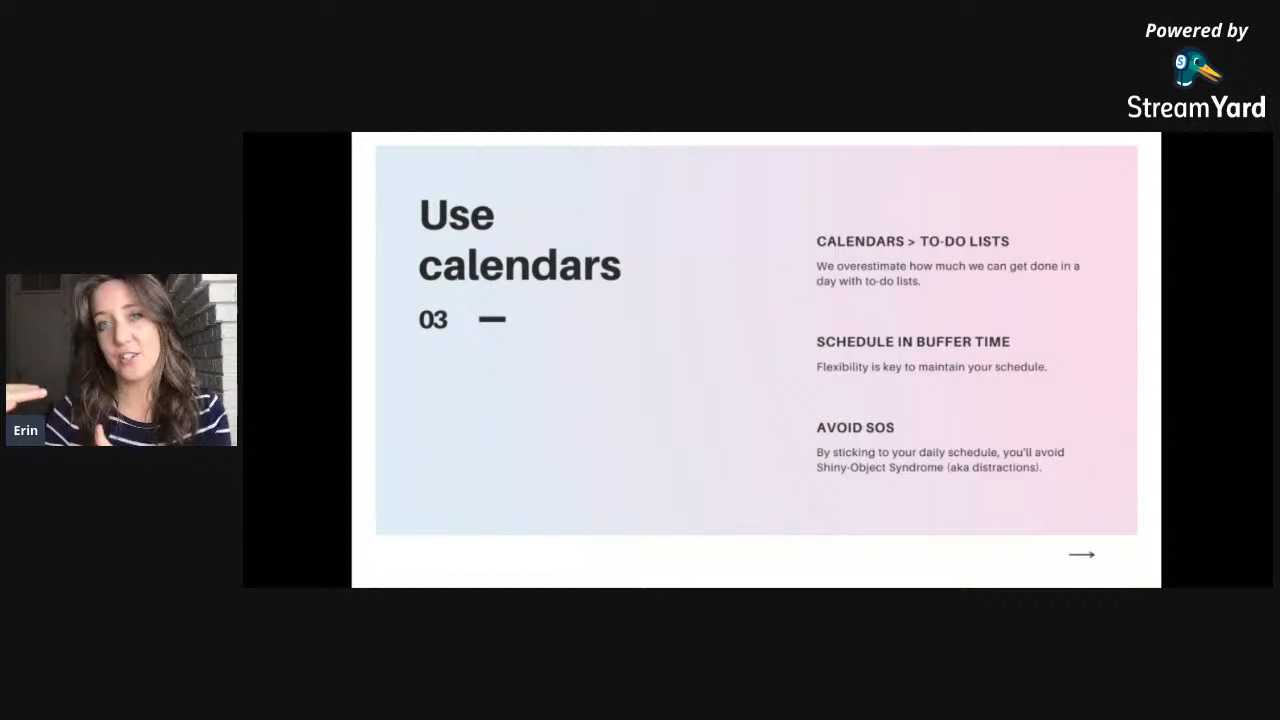 Powered by
StreamYard
Use
calendars
03
CALENDARS > TO-DO LISTS
We overestimate how much we can get done in a
day with to-do lists.
SCHEDULE IN BUFFER TIME
Flexibility is key to maintain your schedule.
AVOID SOS
By sticking to your daily schedule, you'll avoid
Shiny-Object Syndrome (aka distractions).
Erin